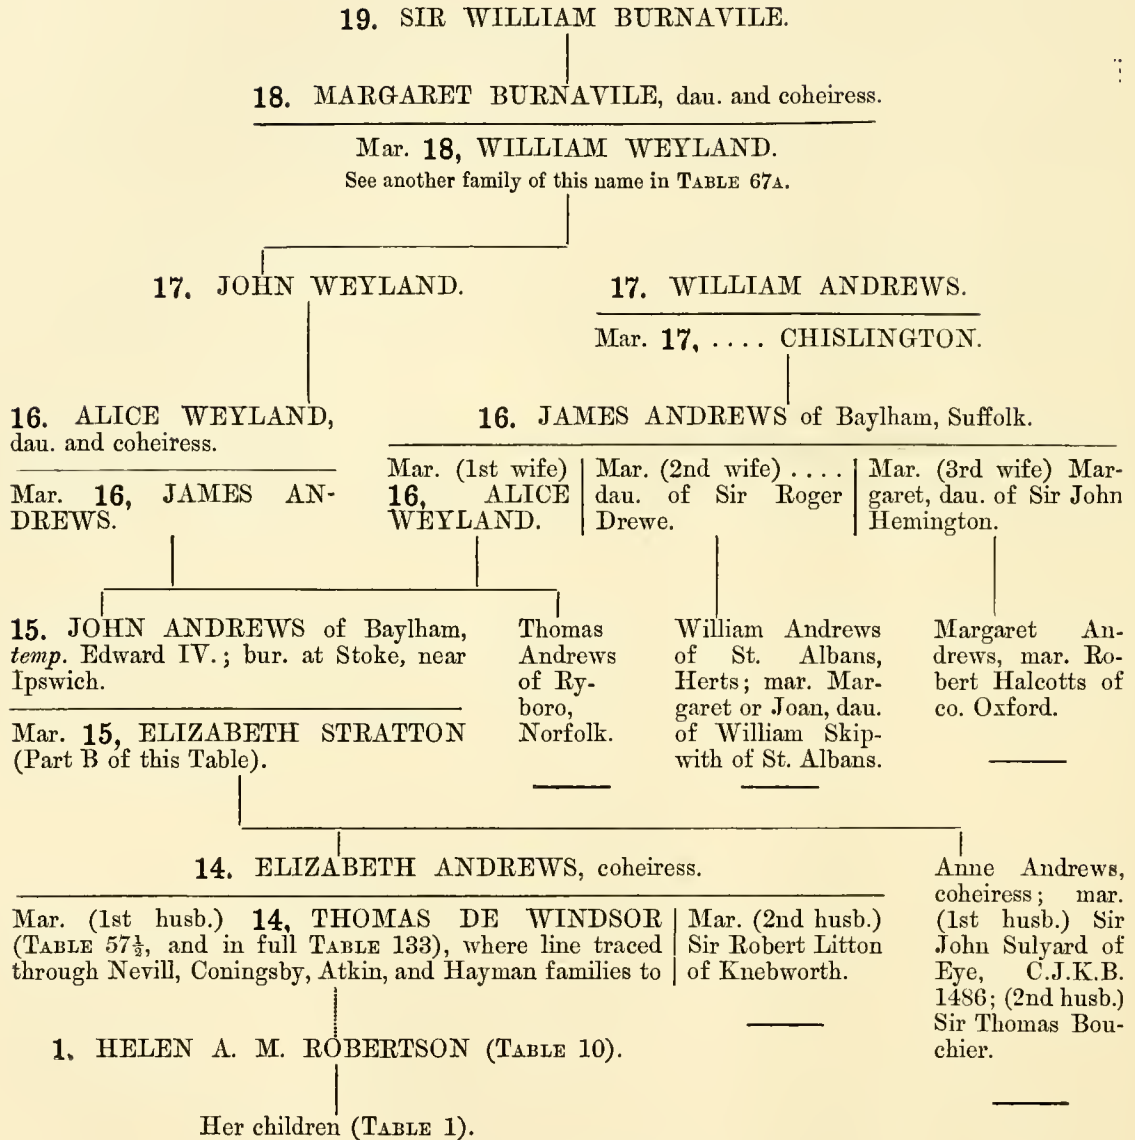 19. SIR WILLIAM BURNAVILE.
18. MARGARET BURNAVILE, dau. and coheiress.
Mar. 18, WILLIAM WEYLAND.
See another family of this name in TABLE 67A.
17. JOHN WEYLAND.
17. WILLIAM ANDREWS.
Mar. 17, .... CHISLINGTON.
16. ALICE WEYLAND,
dau. and coheiress.
Mar. 16, JAMES AN-
DREWS.
16. JAMES ANDREWS of Baylham, Suffolk.
Mar. (1st wife)
16, ALICE
WEYLAND.
Mar. (2nd wife) ....
dau. of Sir Roger
Drewe.
Mar. (3rd wife) Mar-
garet, dau. of Sir John
Hemington.
15. JOHN ANDREWS of Baylham,
temp. Edward IV.; bur. at Stoke, near
Ipswich.
Mar. 15, ELIZABETH STRATTON
(Part B of this Table).
Thomas
Andrews
of Ry-
boro,
Norfolk.
William Andrews
of St. Albans,
Herts; mar. Mar-
garet or Joan, dau.
of William Skip-
with of St. Albans.
Margaret An-
drews, mar. Ro-
bert Halcotts of
co. Oxford.
14. ELIZABETH ANDREWS, coheiress.
Mar. (1st husb.) 14, THOMAS DE WINDSOR
(TABLE 57½, and in full TABLE 133), where line traced
through Nevill, Coningsby, Atkin, and Hayman families to
Mar. (2nd husb.)
Sir Robert Litton
of Knebworth.
Anne Andrews,
coheiress; mar.
(1st husb.) Sir
John Sulyard of
Eye, C.J.K.B.
1486; (2nd husb.)
Sir Thomas Bou-
chier.
1. HELEN A. M. ROBERTSON (TABLE 10).
Her children (TABLE 1).